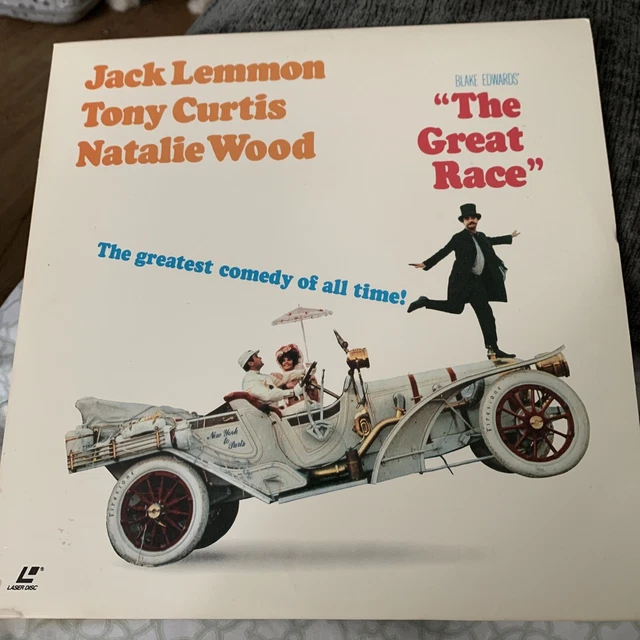 Jack Lemmon
Tony Curtis
Natalie Wood
BLAKE EDWARDS'
“The
Great
Race”
The greatest comedy of all time!
New York
to Paris
LASER DISC